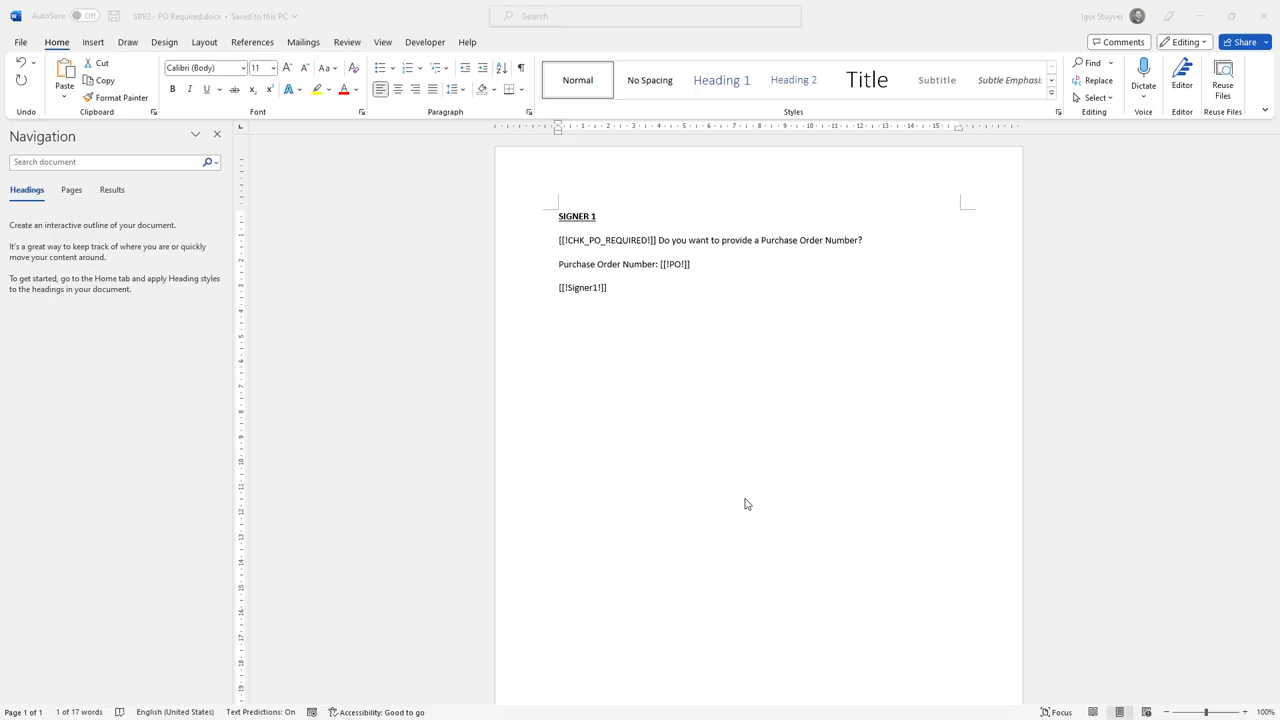 AutoSave Off SBV2 - PO Required.docx • Saved to this PC Search Igor Stuyver
File Home Insert Draw Design Layout References Mailings Review View Developer Help Comments Editing Share
Undo
Paste
Cut
Copy
Format Painter
Clipboard
Calibri (Body) 11
Font
Paragraph
Normal No Spacing Heading 1 Heading 2 Title Subtitle Subtle Emphasis
Styles
Find
Replace
Select
Editing
Dictate
Voice
Editor
Editor
Reuse Files
Reuse Files
Navigation
Search document
Headings Pages Results
Create an interactive outline of your document.
It's a great way to keep track of where you are or quickly
move your content around.
To get started, go to the Home tab and apply Heading styles
to the headings in your document.
SIGNER 1
[[!CHK_PO_REQUIRED!]] Do you want to provide a Purchase Order Number?
Purchase Order Number: [[!PO!]]
[[!Signer1!]]
Page 1 of 1 1 of 17 words English (United States) Text Predictions: On Accessibility: Good to go Focus 100%